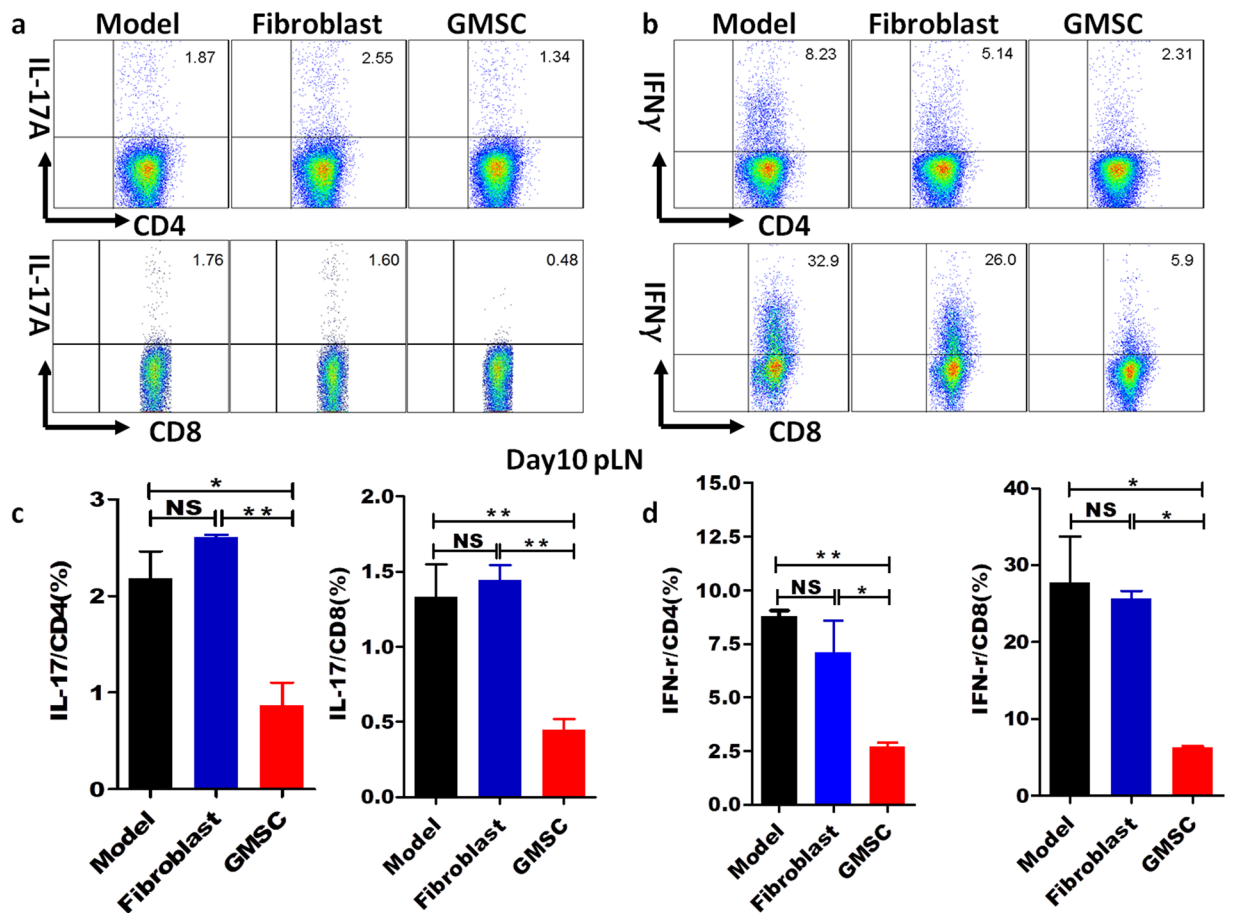 a
Model Fibroblast GMSC
IL-17A
1.87 2.55 1.34
CD4
IL-17A
1.76 1.60 0.48
CD8
b
Model Fibroblast GMSC
IFNγ
8.23 5.14 2.31
CD4
IFNγ
32.9 26.0 5.9
CD8
Day10 pLN
c
IL-17/CD4(%)
3
2
1
0
*
NS **
Model Fibroblast GMSC
IL-17/CD8(%)
2.0
1.5
1.0
0.5
0.0
**
NS **
Model Fibroblast GMSC
d
IFN-r/CD4(%)
15.0
12.5
10.0
7.5
5.0
2.5
0.0
**
NS *
Model Fibroblast GMSC
IFN-r/CD8(%)
40
30
20
10
0
*
NS *
Model Fibroblast GMSC